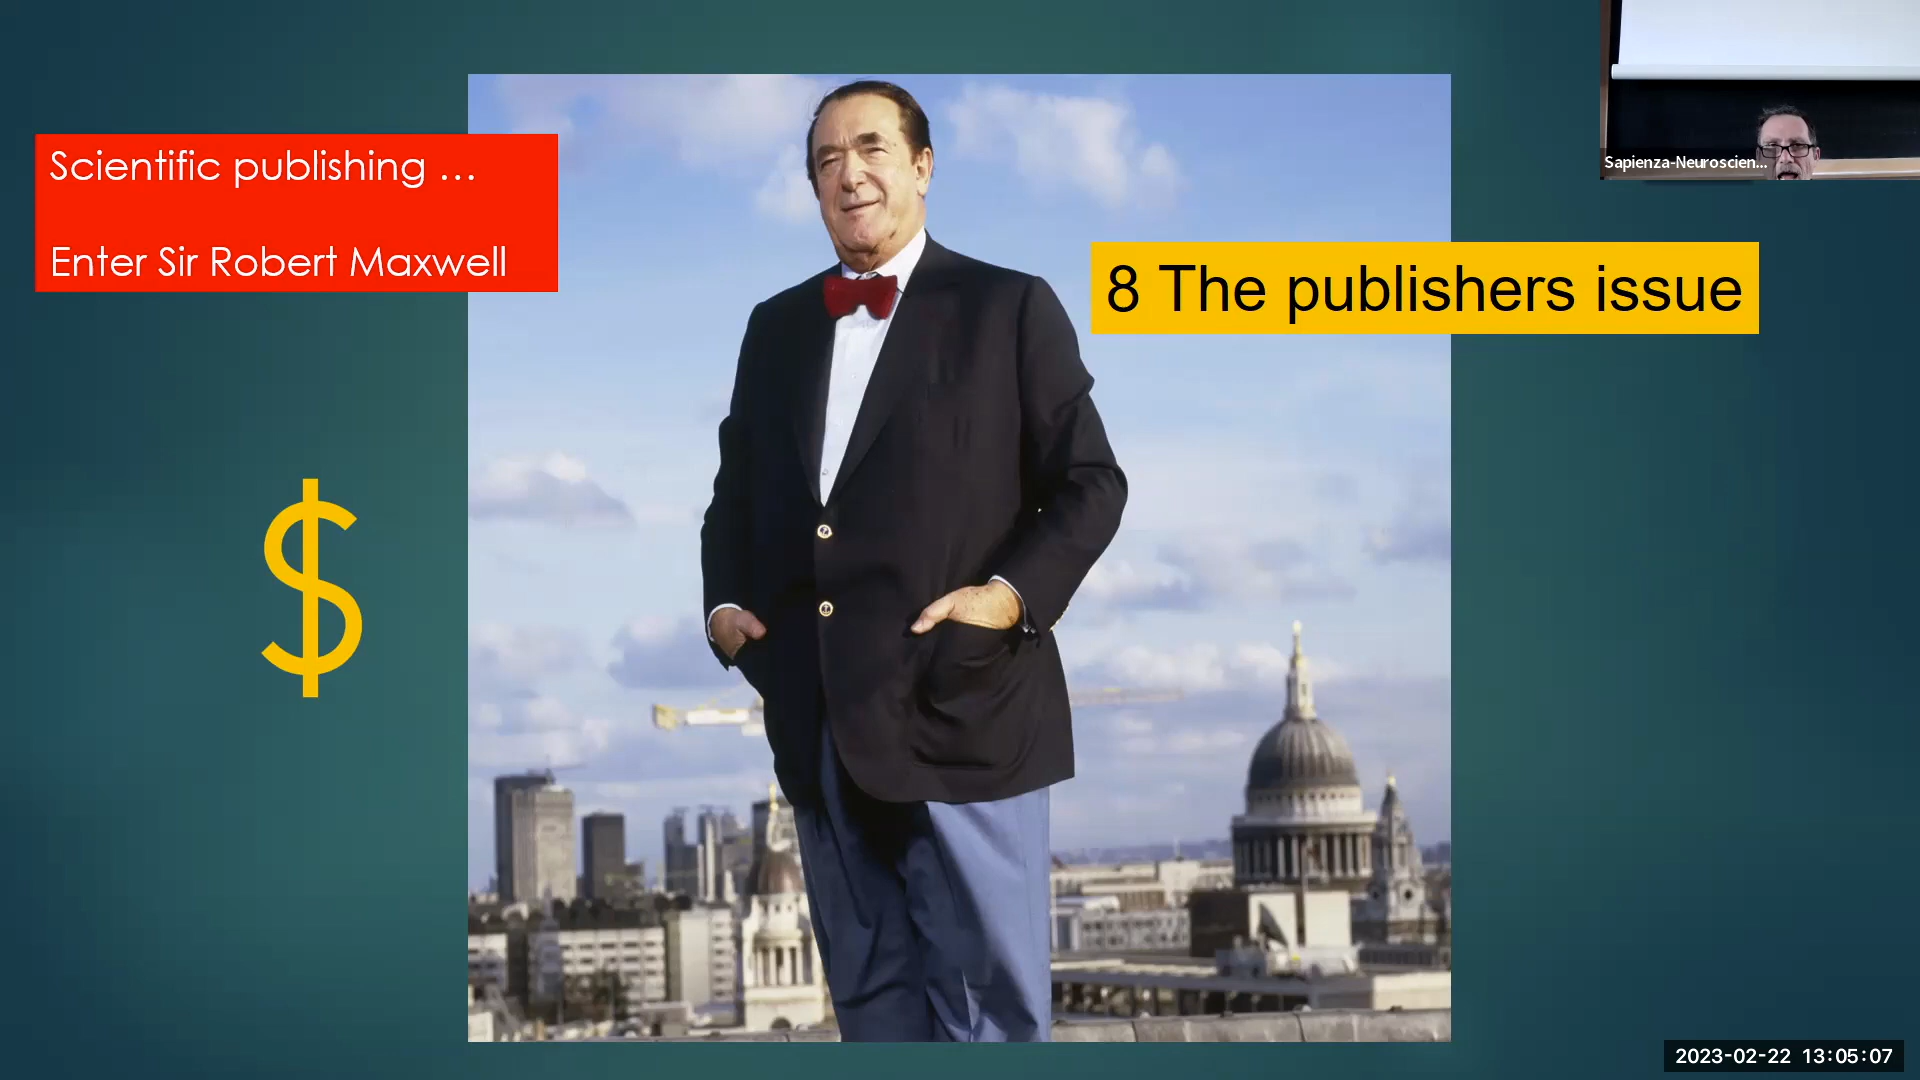 Scientific publishing ...
Enter Sir Robert Maxwell
8 The publishers issue
$
Sapienza-Neuroscien...
2023-02-22 13:05:07